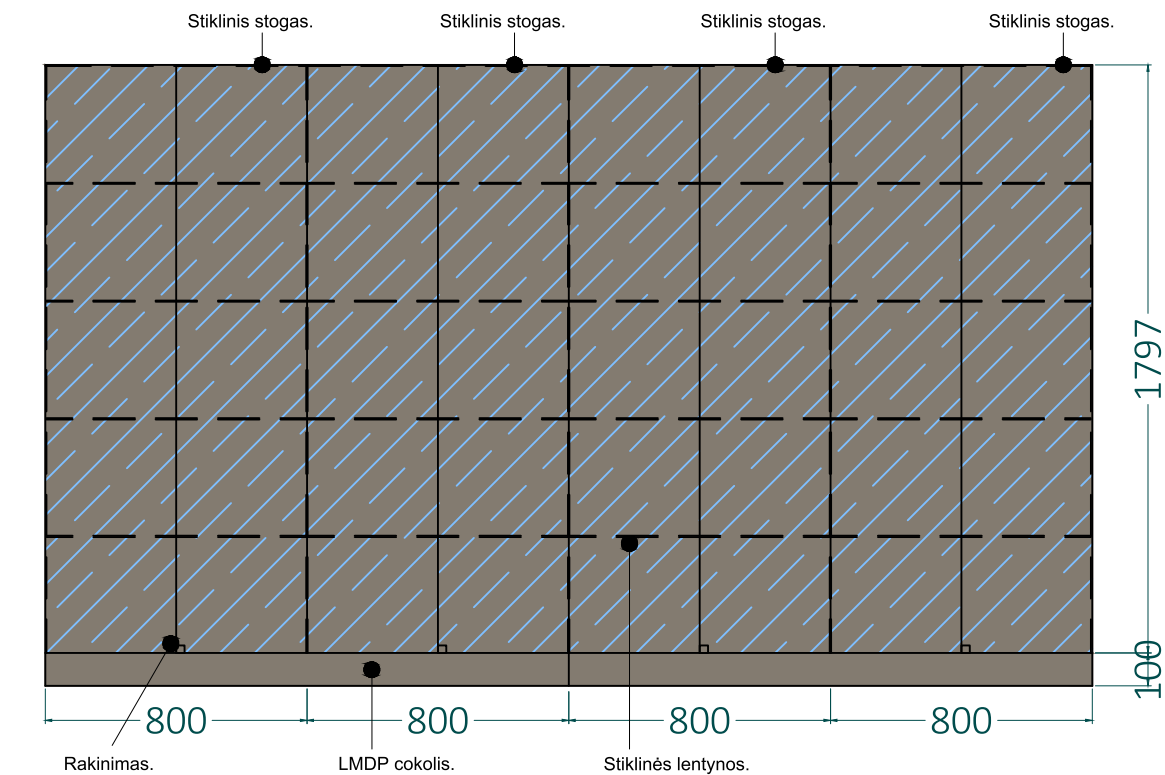 Stiklinis stogas.
Stiklinis stogas.
Stiklinis stogas.
Stiklinis stogas.
1797
100
800
800
800
800
Rakinimas.
LMDP cokolis.
Stiklinės lentynos.